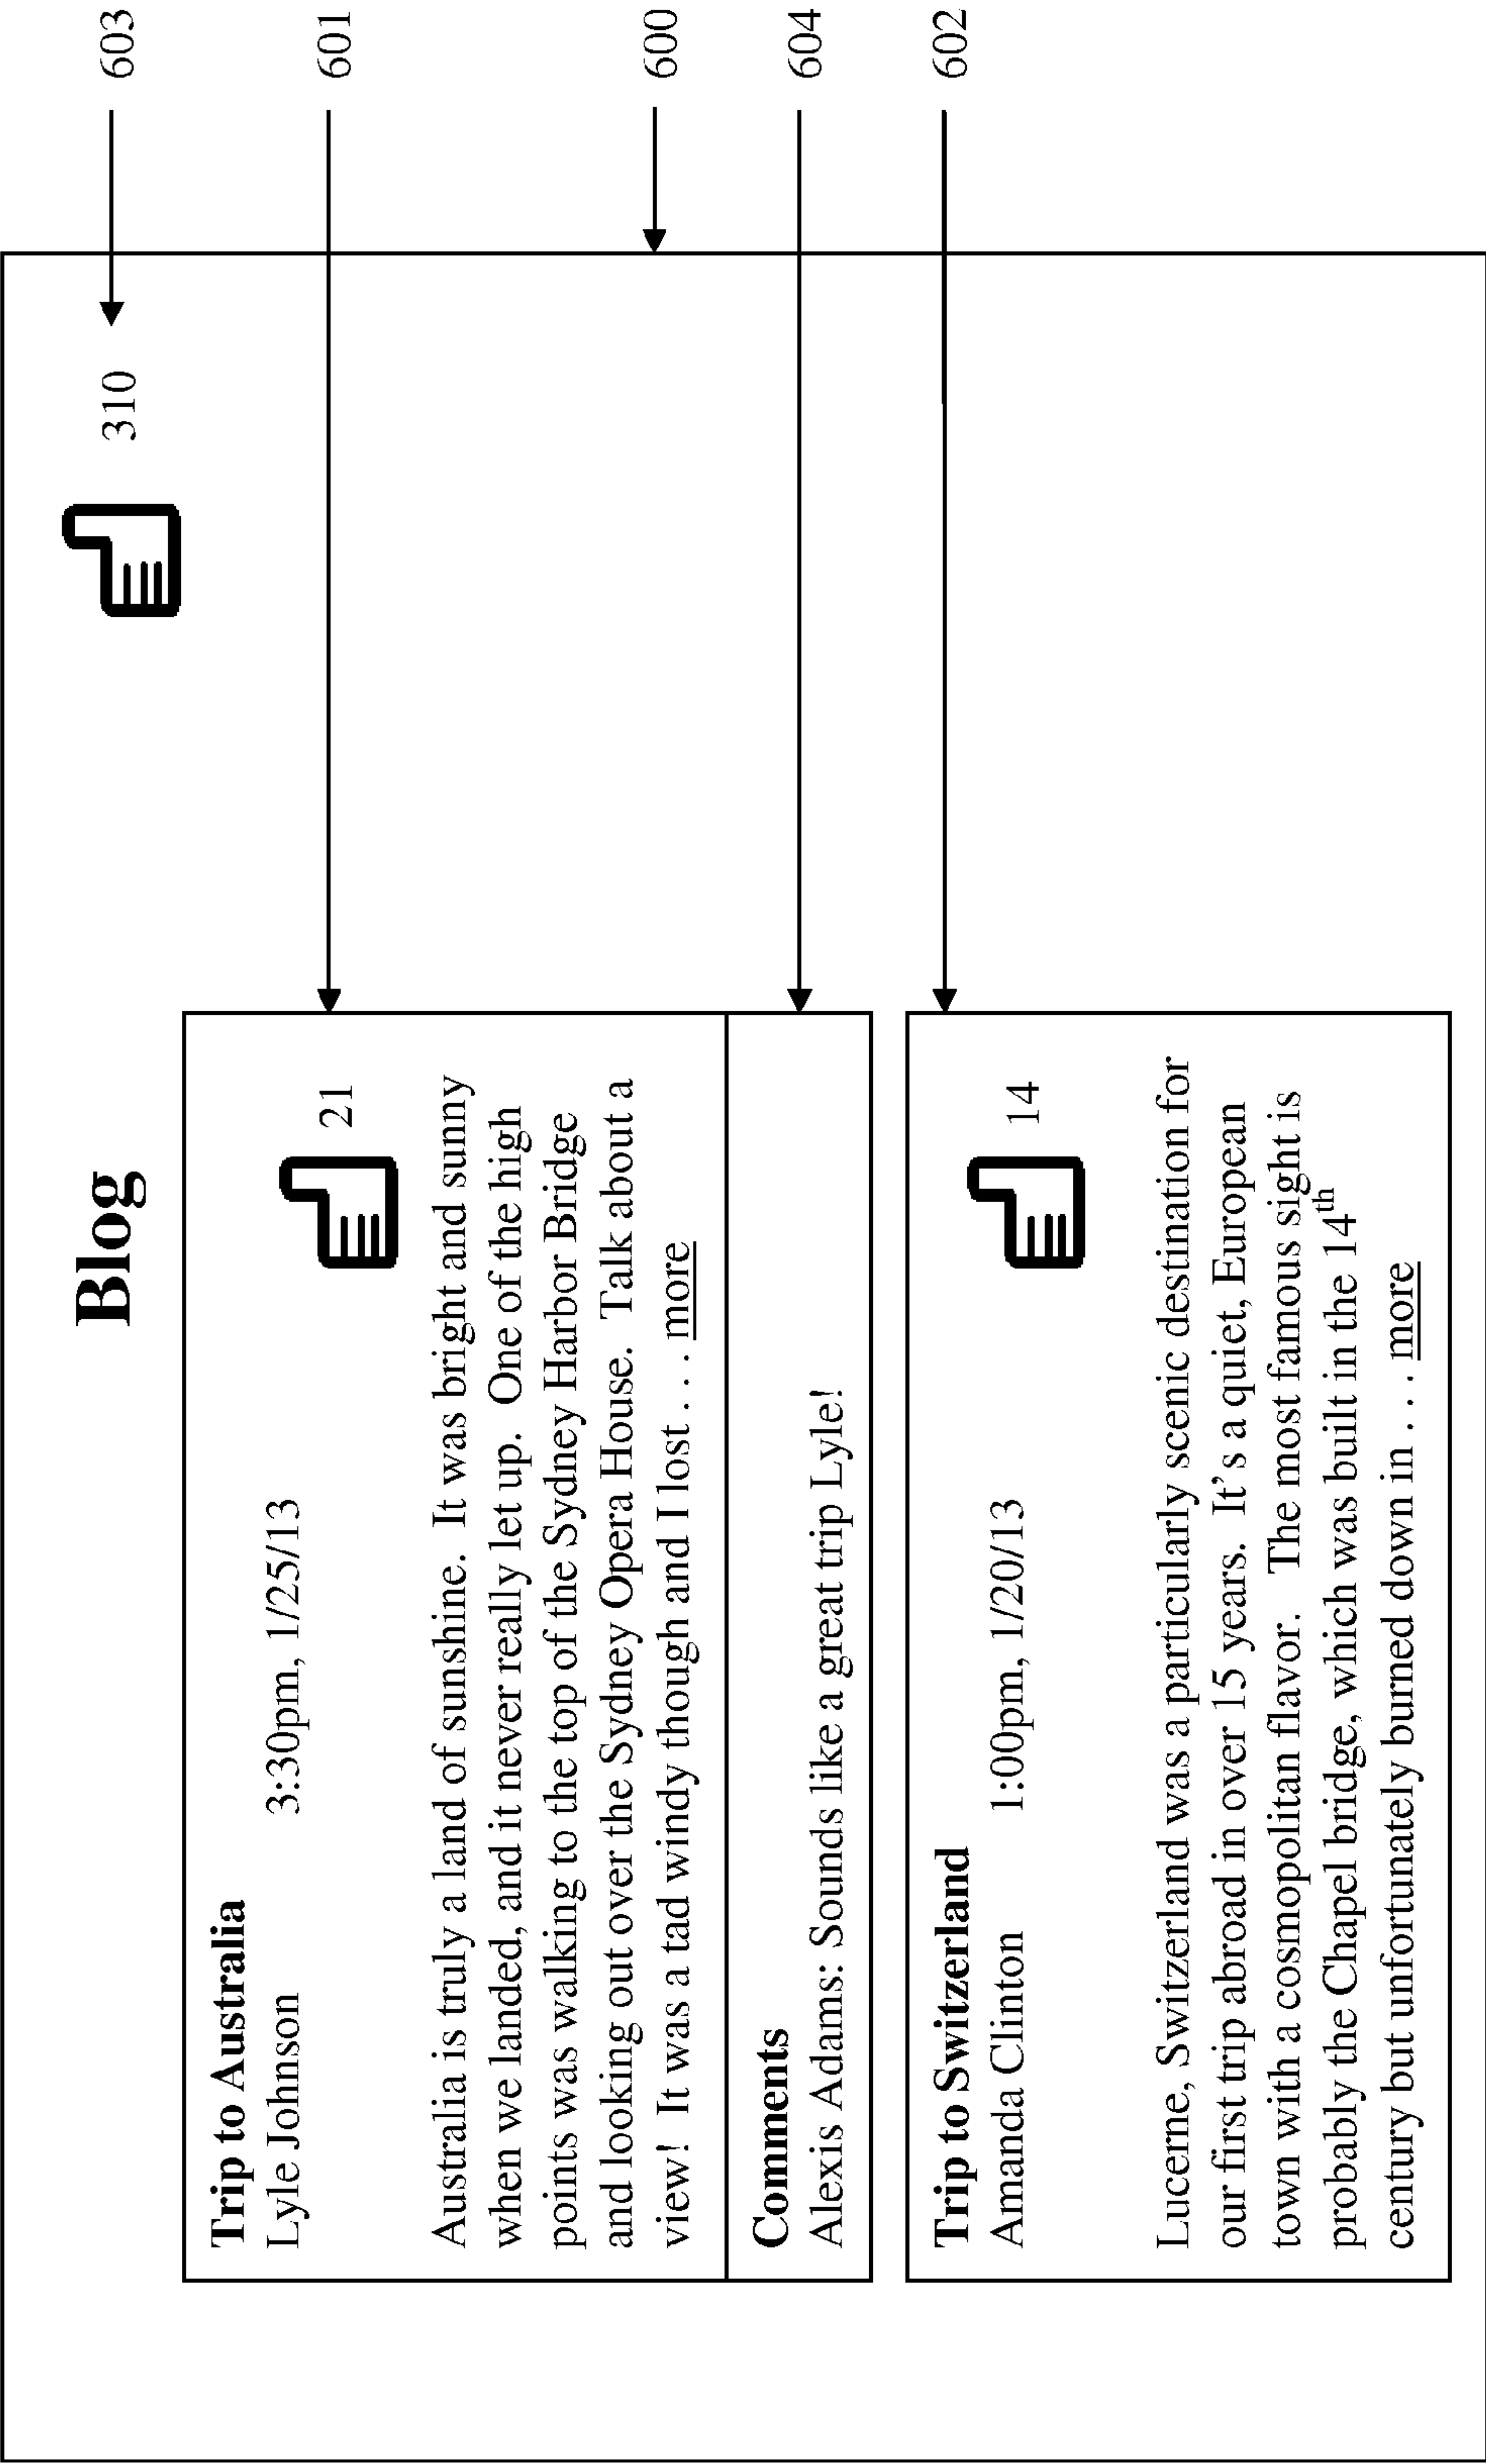 Blog
310
603
Trip to Australia
Lyle Johnson 3:30pm, 1/25/13
21
601
Australia is truly a land of sunshine. It was bright and sunny
when we landed, and it never really let up. One of the high
points was walking to the top of the Sydney Harbor Bridge
and looking out over the Sydney Opera House. Talk about a
view! It was a tad windy though and I lost . . . more
600
Comments
Alexis Adams: Sounds like a great trip Lyle!
604
Trip to Switzerland
602
Amanda Clinton 1:00pm, 1/20/13
14
Lucerne, Switzerland was a particularly scenic destination for
our first trip abroad in over 15 years. It's a quiet, European
town with a cosmopolitan flavor. The most famous sight is
probably the Chapel bridge, which was built in the 14th
century but unfortunately burned down in . . . more